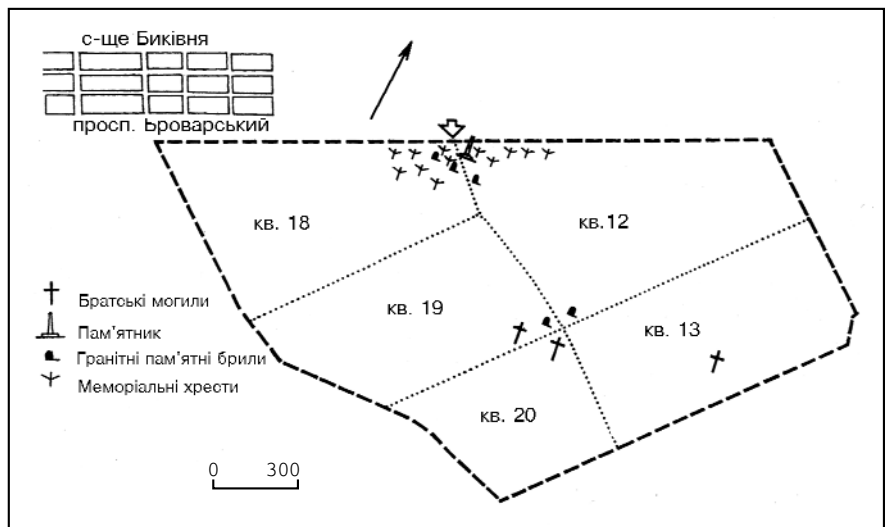 с-ще Биківня
просп. Броварський
кв. 18
кв.12
кв. 19
кв. 13
кв. 20
Братські могили
Пам’ятник
Гранітні пам’ятні брили
Меморіальні хрести
0 300